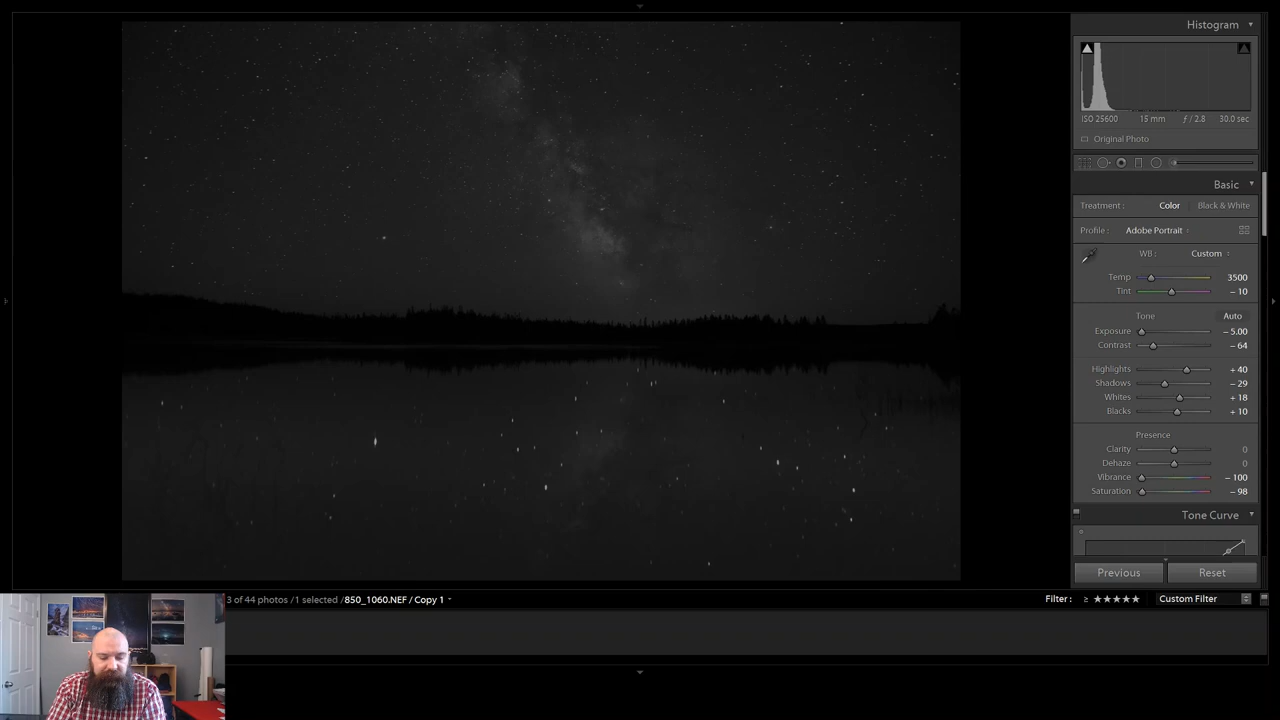 Histogram
ISO 25600 15 mm ƒ / 2.8 30.0 sec
Original Photo
Basic
Treatment : Color Black & White
Profile : Adobe Portrait
WB : Custom
Temp 3500
Tint – 10
Tone Auto
Exposure – 5.00
Contrast – 64
Highlights + 40
Shadows – 29
Whites + 18
Blacks + 10
Presence
Clarity 0
Dehaze 0
Vibrance – 100
Saturation – 98
Tone Curve
Previous Reset
3 of 44 photos / 1 selected / 850_1060.NEF / Copy 1
Filter : ≥ ★★★★★ Custom Filter